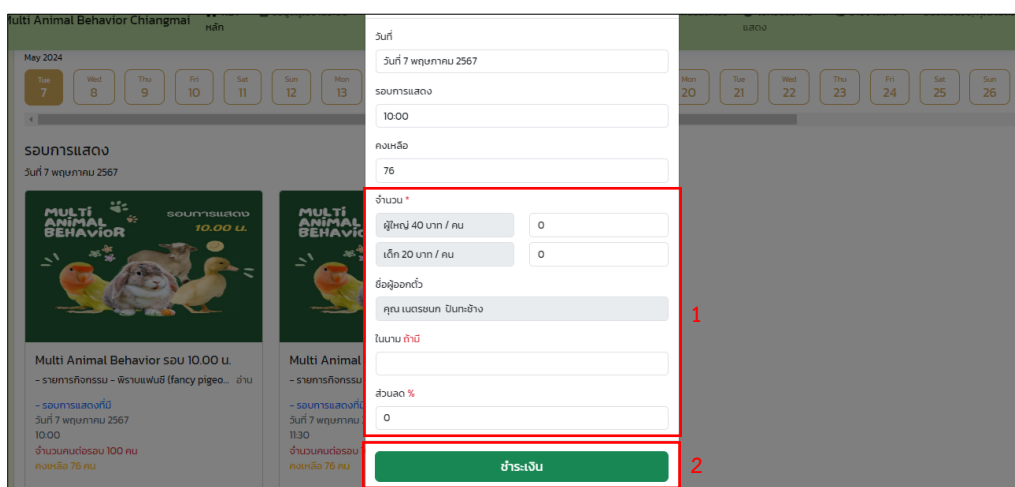 Multi Animal Behavior Chiangmai
หลัก
แสดง
May 2024
Tue Wed Thu Fri Sat Sun Mon Mon Tue Wed Thu Fri Sat Sun
7 8 9 10 11 12 13 20 21 22 23 24 25 26
รอบการแสดง
วันที่ 7 พฤษภาคม 2567
MULTI
ANIMAL
BEHAVIOR
รอบการแสดง
10.00 น.
MULTI
ANIMAL
Multi Animal Behavior รอบ 10.00 น.
- รายการกิจกรรม - พิราบแฟนซี (fancy pigeo... อ่าน
- รอบการแสดงที่มี
วันที่ 7 พฤษภาคม 2567
10:00
จำนวนคนต่อรอบ 100 คน
คงเหลือ 76 คน
Multi Animal
- รายการกิจกรรม
- รอบการแสดงที่มี
วันที่ 7 พฤษภาคม
11:30
จำนวนคนต่อรอบ
คงเหลือ 76 คน
วันที่
วันที่ 7 พฤษภาคม 2567
รอบการแสดง
10:00
คงเหลือ
76
จำนวน *
ผู้ใหญ่ 40 บาท / คน 0
เด็ก 20 บาท / คน 0
ชื่อผู้ออกตั๋ว
คุณ เนตรชนก ปันทะช้าง
ในนาม ถ้ามี
ส่วนลด %
0
1
ชำระเงิน
2